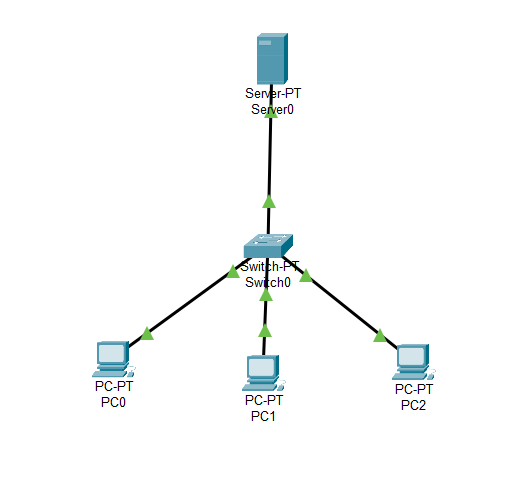 Server-PT
Server0
Switch-PT
Switch0
PC-PT
PC0
PC-PT
PC1
PC-PT
PC2